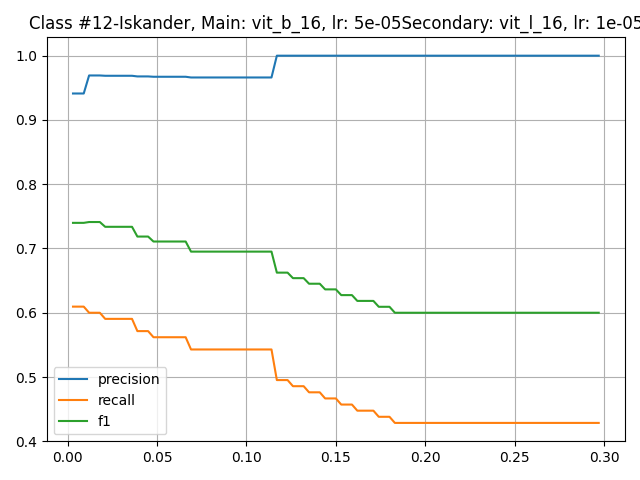 Class #12-Iskander, Main: vit_b_16, lr: 5e-05Secondary: vit_l_16, lr: 1e-05
1.0
0.9
0.8
0.7
0.6
0.5
0.4
precision
recall
f1
0.00 0.05 0.10 0.15 0.20 0.25 0.30